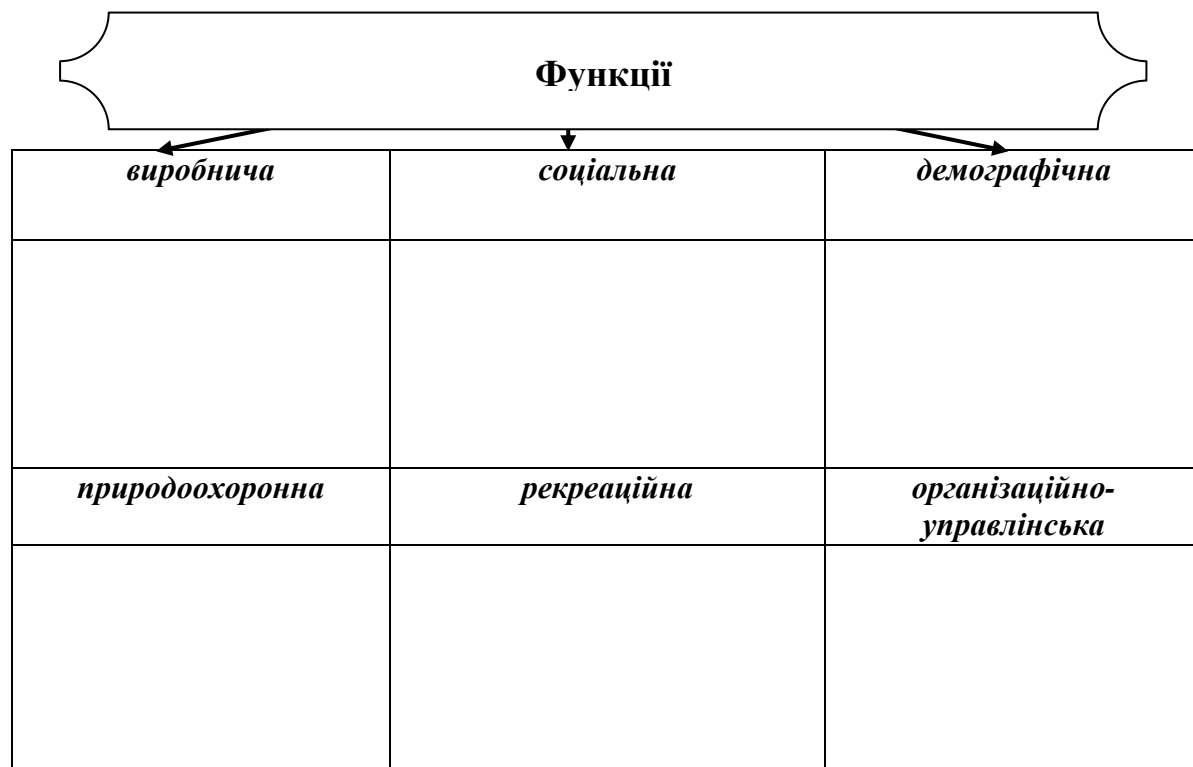 Функції
виробнича
соціальна
демографічна
природоохоронна
рекреаційна
організаційно-
управлінська